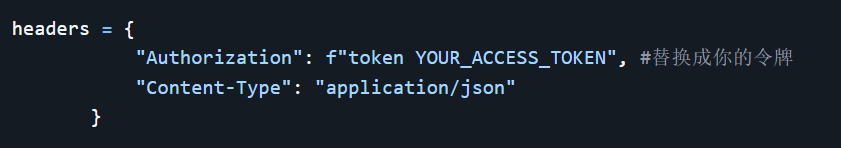 headers = {
"Authorization": f"token YOUR_ACCESS_TOKEN", #替换成你的令牌
"Content-Type": "application/json"
}